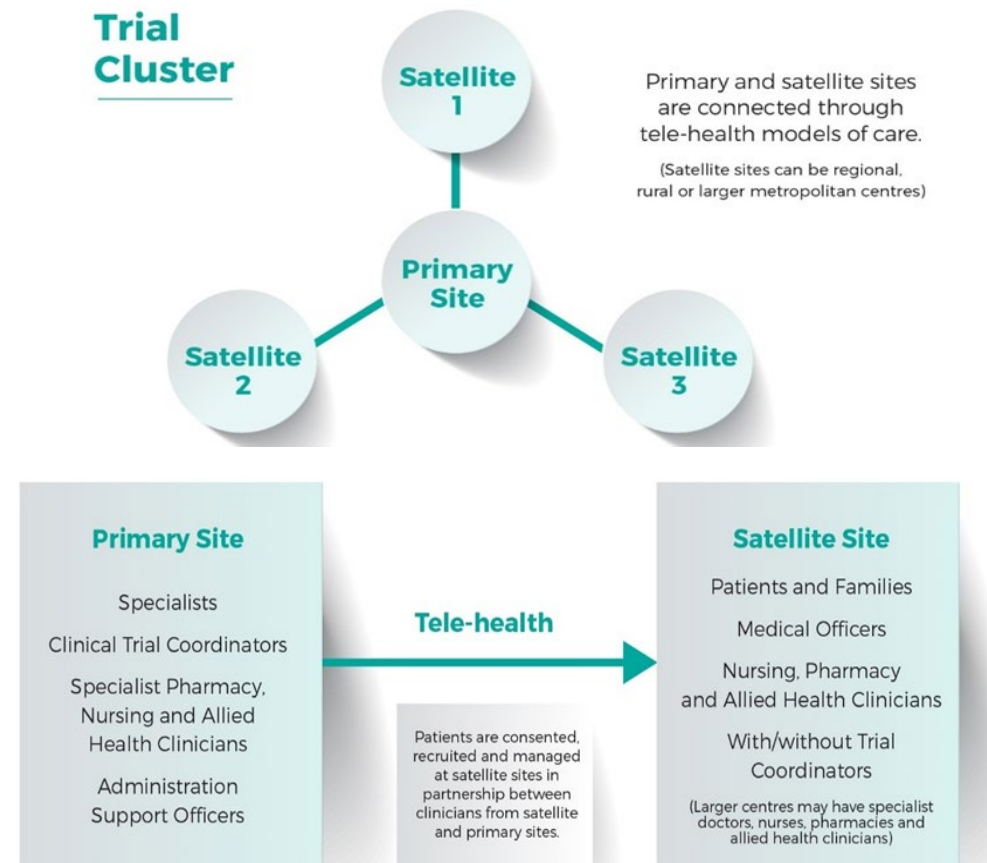 Trial
Cluster
Satellite
1
Primary and satellite sites
are connected through
tele-health models of care.
(Satellite sites can be regional,
rural or larger metropolitan centres)
Primary
Site
Satellite
2
Satellite
3
Primary Site
Specialists
Clinical Trial Coordinators
Specialist Pharmacy,
Nursing and Allied
Health Clinicians
Administration
Support Officers
Tele-health
Patients are consented,
recruited and managed
at satellite sites in
partnership between
clinicians from satellite
and primary sites.
Satellite Site
Patients and Families
Medical Officers
Nursing, Pharmacy
and Allied Health Clinicians
With/without Trial
Coordinators
(Larger centres may have specialist
doctors, nurses, pharmacies and
allied health clinicians)